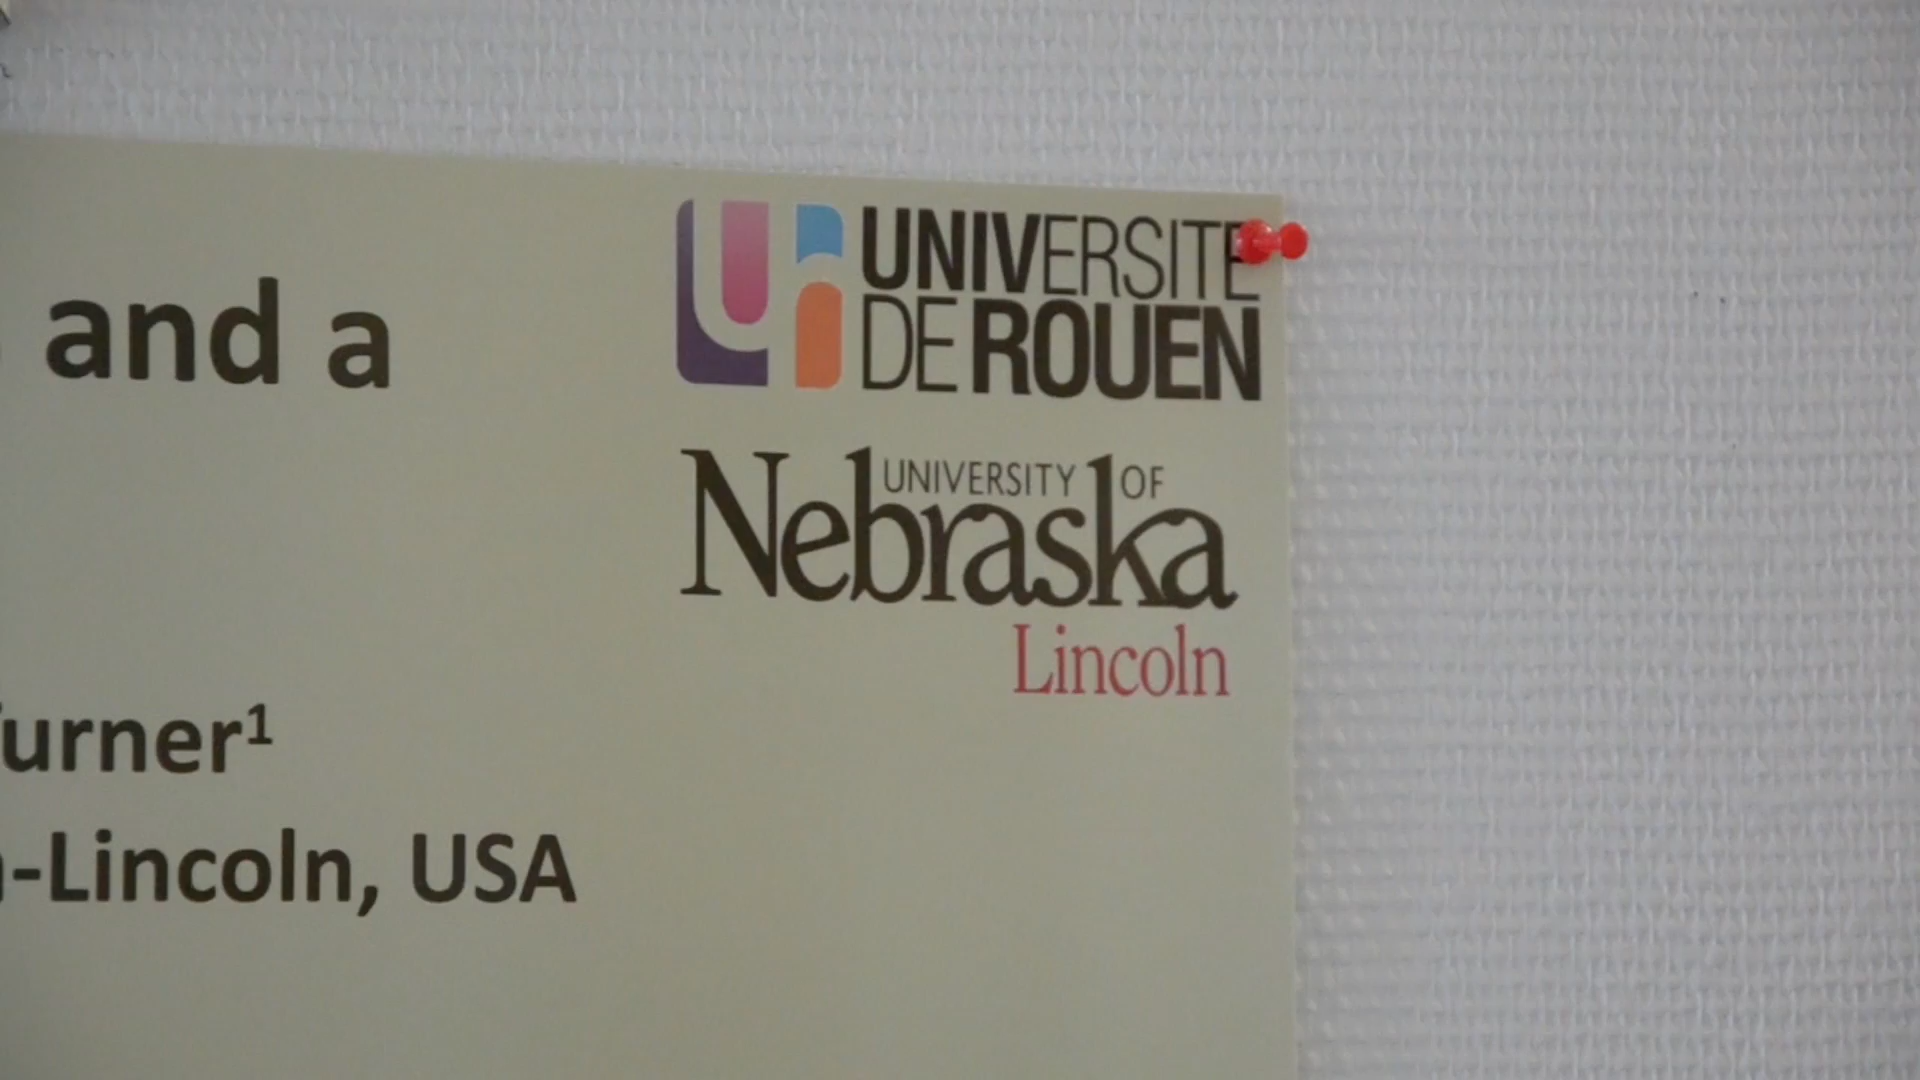 and a
UNIVERSITE
DE ROUEN
UNIVERSITY OF
Nebraska
Lincoln
urner¹
-Lincoln, USA